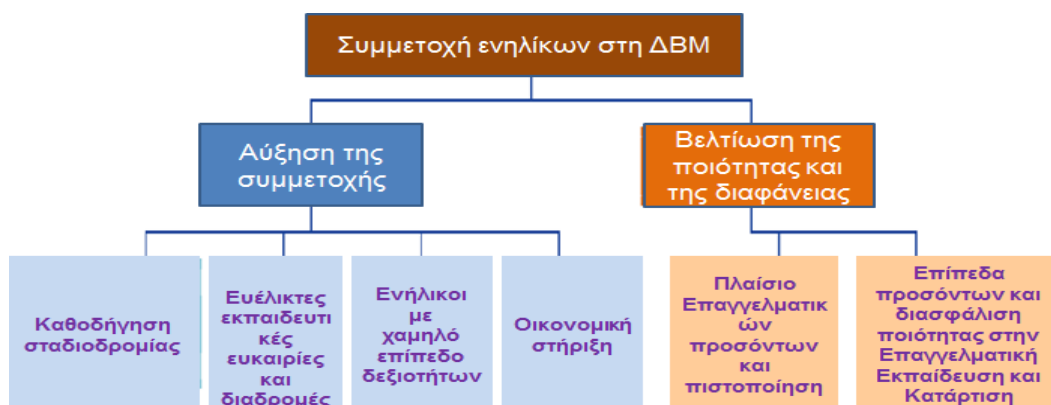 Συμμετοχή ενηλίκων στη ΔΒΜ
Αύξηση της
συμμετοχής
Βελτίωση της
ποιότητας και
της διαφάνειας
Καθοδήγηση
σταδιοδρομίας
Ευέλικτες
εκπαιδευτι
κές
ευκαιρίες
και
διαδρομές
Ενήλικοι
με
χαμηλό
επίπεδο
δεξιοτήτων
Οικονομική
στήριξη
Πλαίσιο
Επαγγελματικ
ών
προσόντων
και
πιστοποίηση
Επίπεδα
προσόντων και
διασφάλιση
ποιότητας στην
Επαγγελματική
Εκπαίδευση και
Κατάρτιση